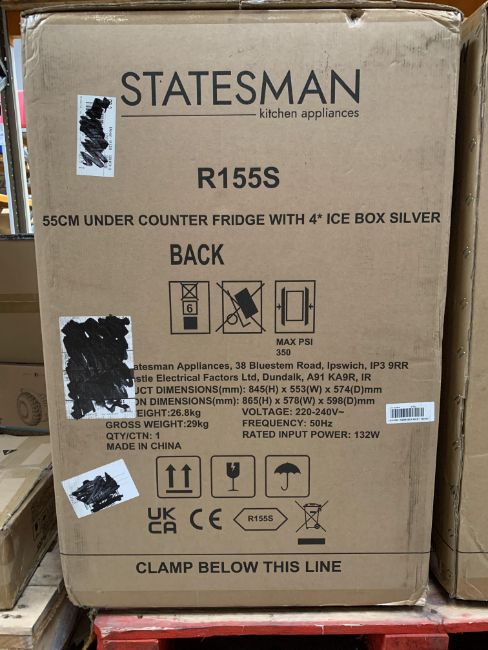 STATESMAN
kitchen appliances
R155S
55CM UNDER COUNTER FRIDGE WITH 4* ICE BOX SILVER
BACK
6
MAX PSI
350
atesman Appliances, 38 Bluestem Road, Ipswich, IP3 9RR
stle Electrical Factors Ltd, Dundalk, A91 KA9R, IR
UCT DIMENSIONS(mm): 845(H) x 553(W) x 574(D)mm
ON DIMENSIONS(mm): 865(H) x 578(W) x 598(D)mm
EIGHT:26.8kg VOLTAGE: 220-240V~
GROSS WEIGHT:29kg FREQUENCY: 50Hz
QTY/CTN: 1 RATED INPUT POWER: 132W
MADE IN CHINA
UK
CA
CE
R155S
CLAMP BELOW THIS LINE